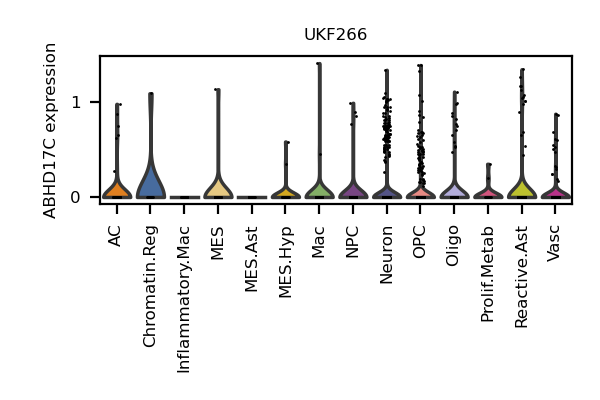 UKF266
ABHD17C expression
1
0
AC
Chromatin.Reg
Inflammatory.Mac
MES
MES.Ast
MES.Hyp
Mac
NPC
Neuron
OPC
Oligo
Prolif.Metab
Reactive.Ast
Vasc